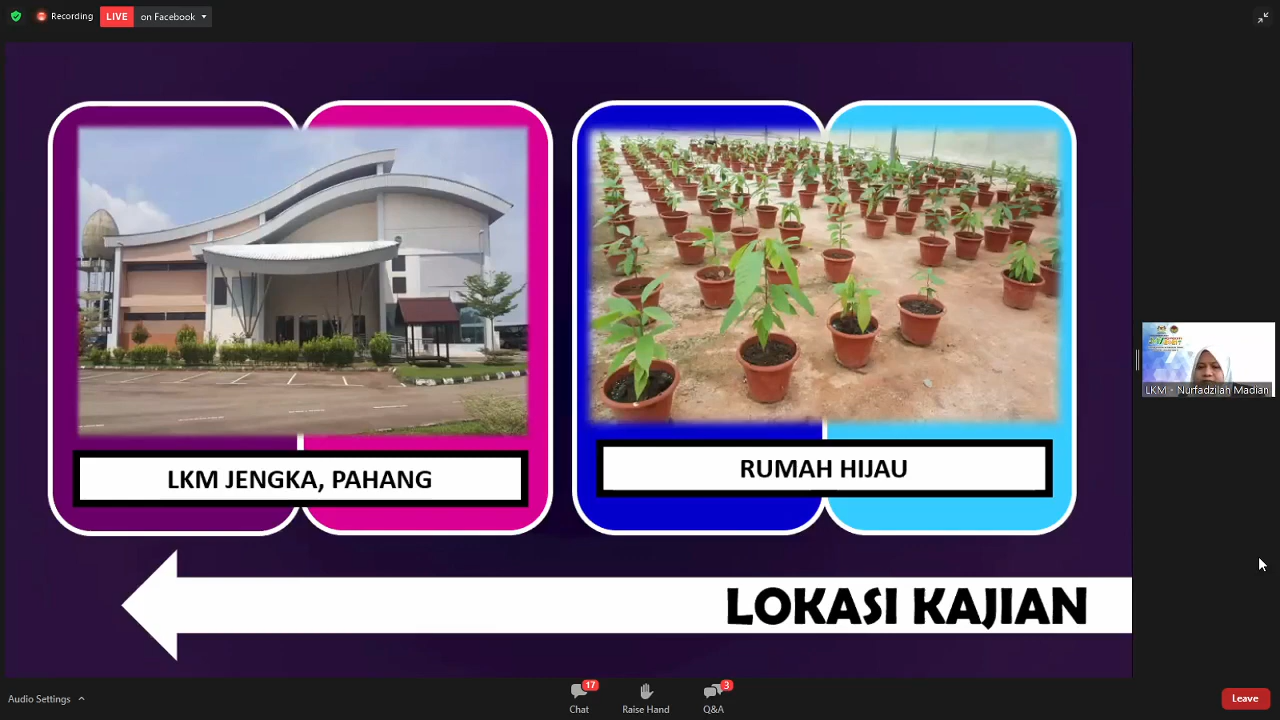 Recording
LIVE on Facebook
LKM JENGKA, PAHANG
RUMAH HIJAU
LOKASI KAJIAN
LKM - Nurfadzilah Madian
Audio Settings
17
Chat
Raise Hand
3
Q&A
Leave